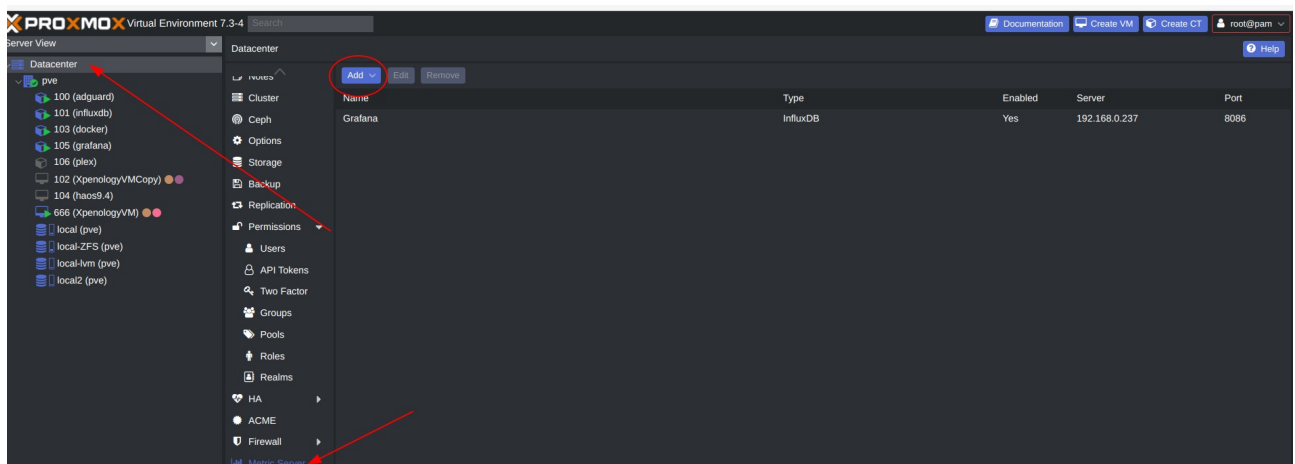 PROXMOX Virtual Environment 7.3-4 Search
Documentation Create VM Create CT root@pam
Server View
Datacenter
pve
100 (adguard)
101 (influxdb)
103 (docker)
105 (grafana)
106 (plex)
102 (XpenologyVMCopy)
104 (haos9.4)
666 (XpenologyVM)
local (pve)
local-ZFS (pve)
local-lvm (pve)
local2 (pve)
Datacenter
Help
Notes
Cluster
Ceph
Options
Storage
Backup
Replication
Permissions
Users
API Tokens
Two Factor
Groups
Pools
Roles
Realms
HA
ACME
Firewall
Metric Server
Add Edit Remove
Name Type Enabled Server Port
Grafana InfluxDB Yes 192.168.0.237 8086